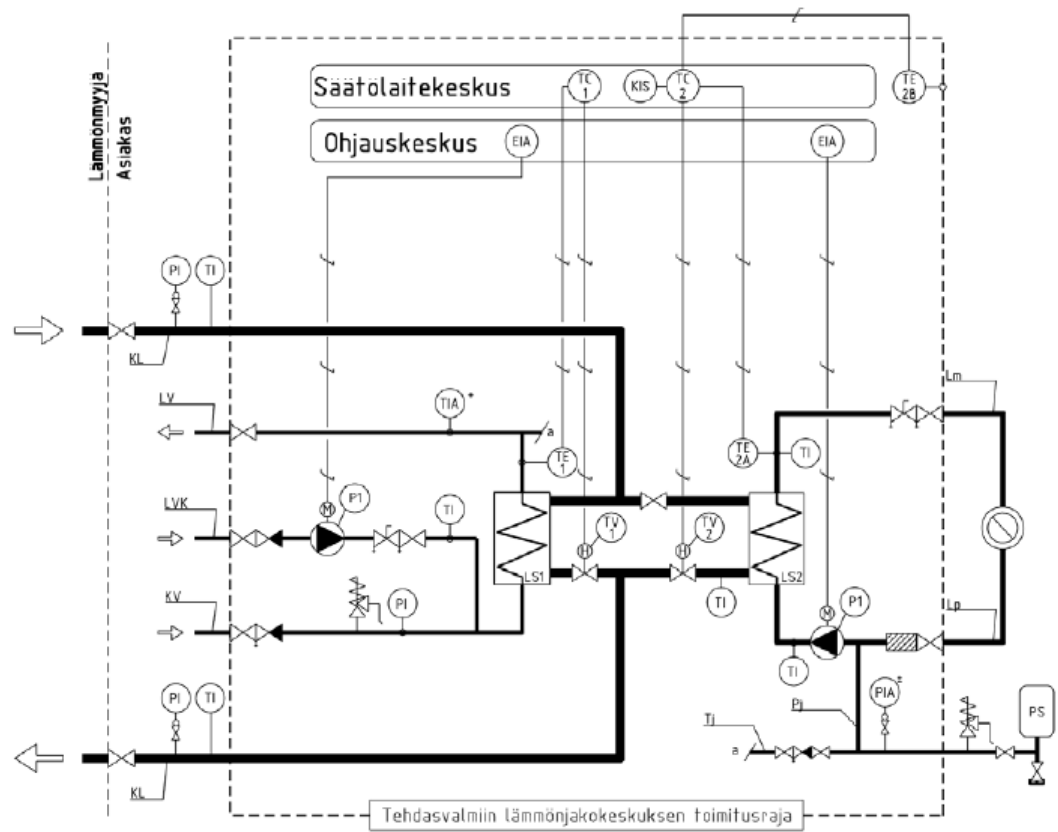 Lämmönmyyja
Asiakas
Säätölaitekeskus
TC
1
KIS
TC
2
TE
2B
Ohjauskeskus
EIA
EIA
PI
TI
KL
LV
TIA
*
a
TE
1
TE
2A
TI
Lm
LVK
M
P1
TI
TV
1
TV
2
H
H
LS1
LS2
KV
PI
TI
M
P1
Lp
TI
PI
TI
KL
Tj
a
Pj
PIA
±
PS
Tehdasvalmiin lämmönjakokeskuksen toimitusraja